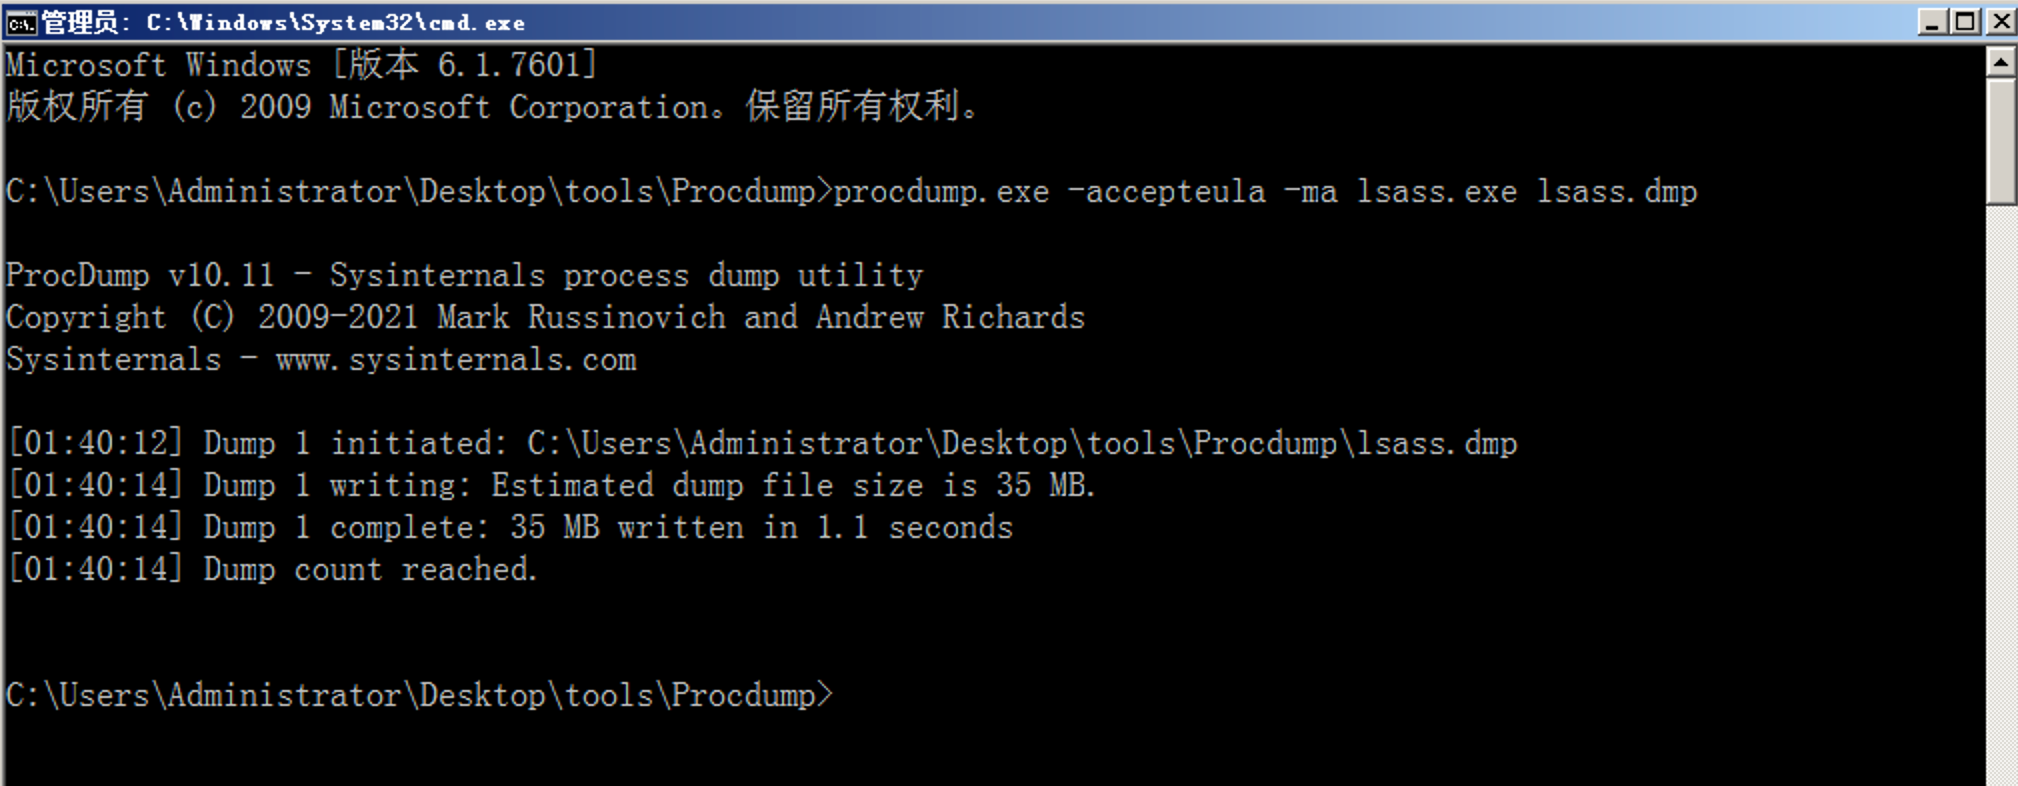 管理员: C:\Windows\System32\cmd.exe
Microsoft Windows [版本 6.1.7601]
版权所有 (c) 2009 Microsoft Corporation。保留所有权利。
C:\Users\Administrator\Desktop\tools\Procdump>procdump.exe -accepteula -ma lsass.exe lsass.dmp
ProcDump v10.11 - Sysinternals process dump utility
Copyright (C) 2009-2021 Mark Russinovich and Andrew Richards
Sysinternals - www.sysinternals.com
[01:40:12] Dump 1 initiated: C:\Users\Administrator\Desktop\tools\Procdump\lsass.dmp
[01:40:14] Dump 1 writing: Estimated dump file size is 35 MB.
[01:40:14] Dump 1 complete: 35 MB written in 1.1 seconds
[01:40:14] Dump count reached.
C:\Users\Administrator\Desktop\tools\Procdump>